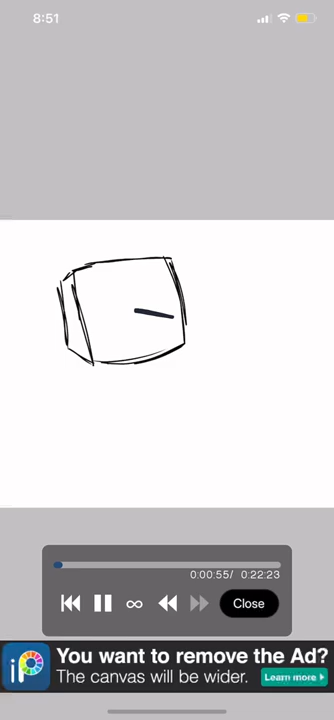 8:51
0:00:55/ 0:22:23
Close
You want to remove the Ad?
The canvas will be wider.
Learn more